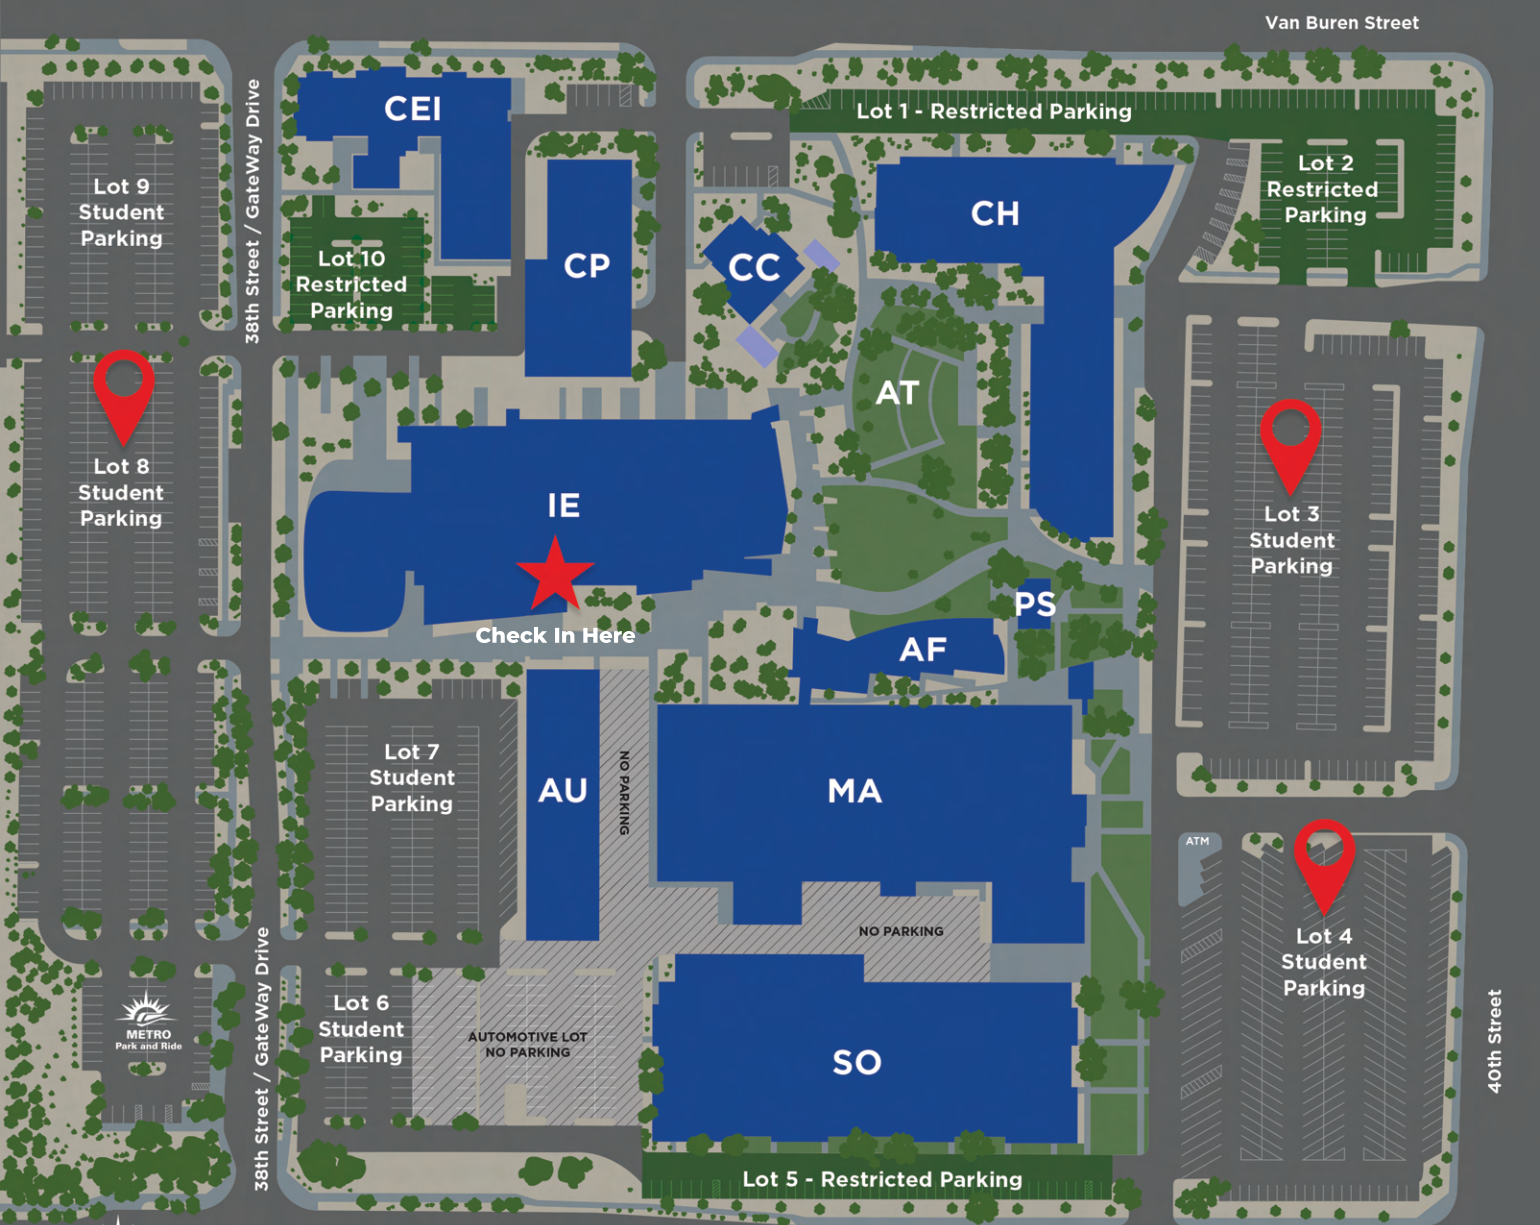 Van Buren Street
38th Street / GateWay Drive
CEI
Lot 1 - Restricted Parking
Lot 2
Restricted
Parking
Lot 9
Student
Parking
CH
Lot 10
Restricted
Parking
CP
CC
AT
Lot 8
Student
Parking
IE
Lot 3
Student
Parking
PS
Check In Here
AF
Lot 7
Student
Parking
AU
NO PARKING
MA
ATM
NO PARKING
Lot 4
Student
Parking
38th Street / GateWay Drive
METRO
Park and Ride
Lot 6
Student
Parking
AUTOMOTIVE LOT
NO PARKING
SO
40th Street
Lot 5 - Restricted Parking